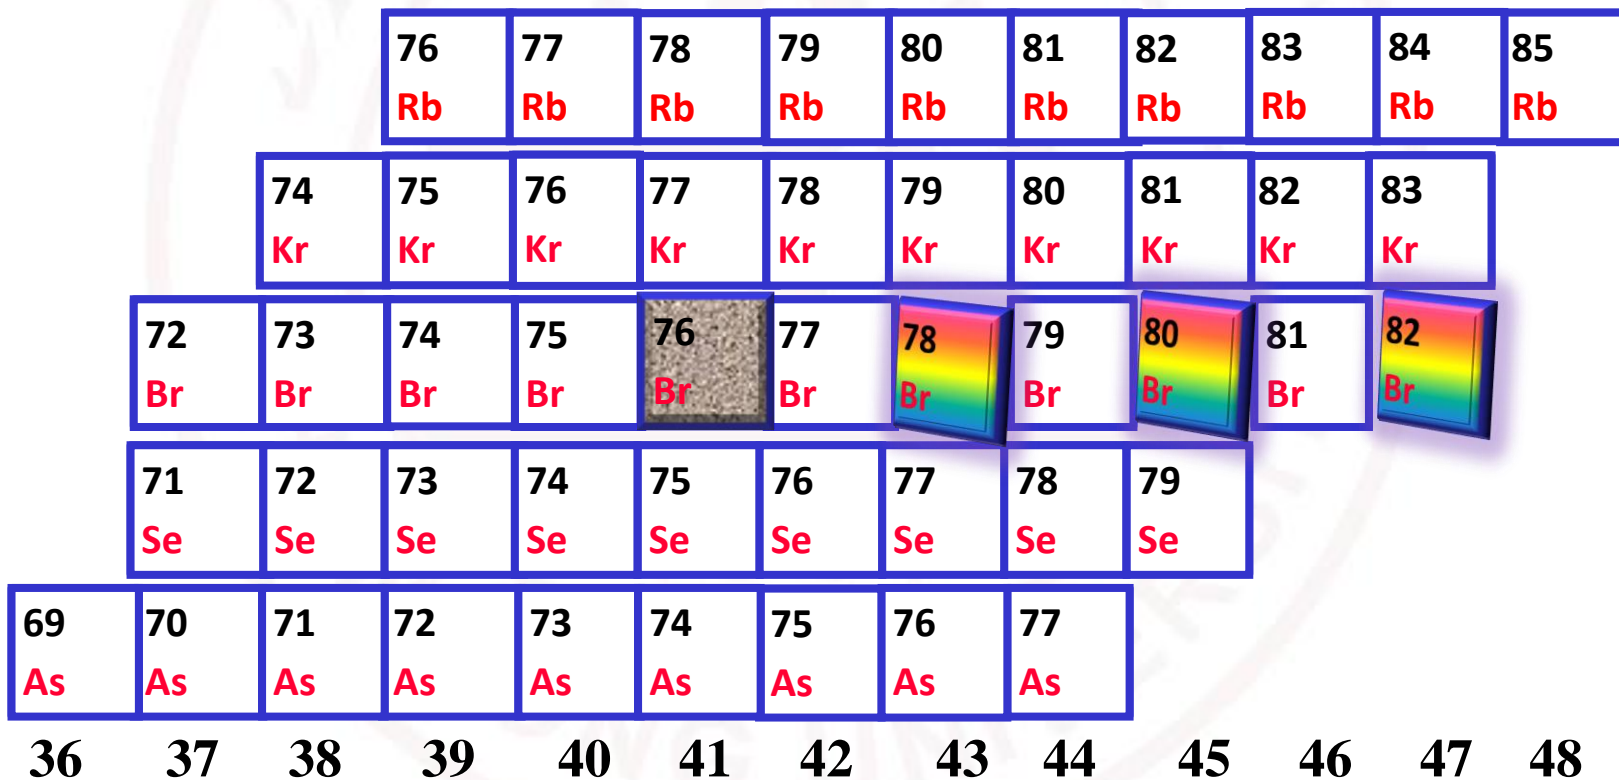 76 77 78 79 80 81 82 83 84 85
Rb Rb Rb Rb Rb Rb Rb Rb Rb Rb
74 75 76 77 78 79 80 81 82 83
Kr Kr Kr Kr Kr Kr Kr Kr Kr Kr
72 73 74 75 76 77 78 79 80 81 82
Br Br Br Br Br Br Br Br Br Br Br
71 72 73 74 75 76 77 78 79
Se Se Se Se Se Se Se Se Se
69 70 71 72 73 74 75 76 77
As As As As As As As As As
36 37 38 39 40 41 42 43 44 45 46 47 48